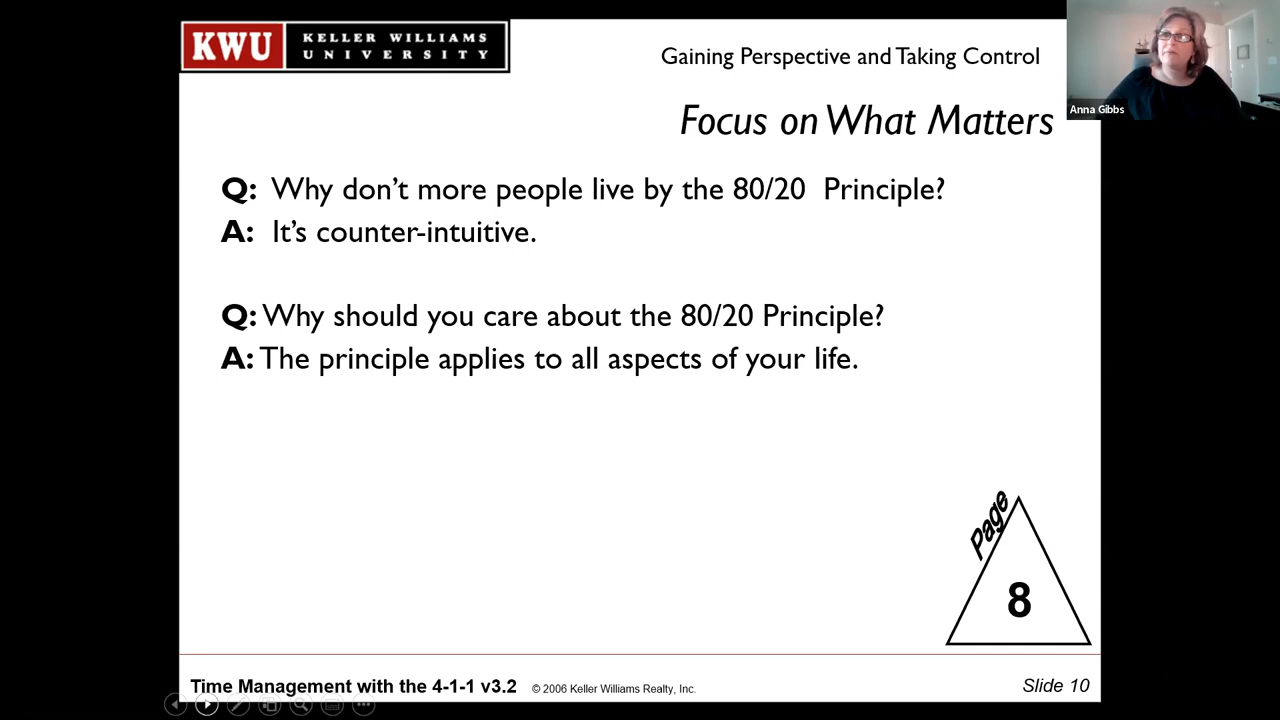 KWU KELLER WILLIAMS
UNIVERSITY
Gaining Perspective and Taking Control
Anna Gibbs
Focus on What Matters
Q: Why don't more people live by the 80/20 Principle?
A: It's counter-intuitive.
Q: Why should you care about the 80/20 Principle?
A: The principle applies to all aspects of your life.
Page
8
Time Management with the 4-1-1 v3.2 © 2006 Keller Williams Realty, Inc. Slide 10